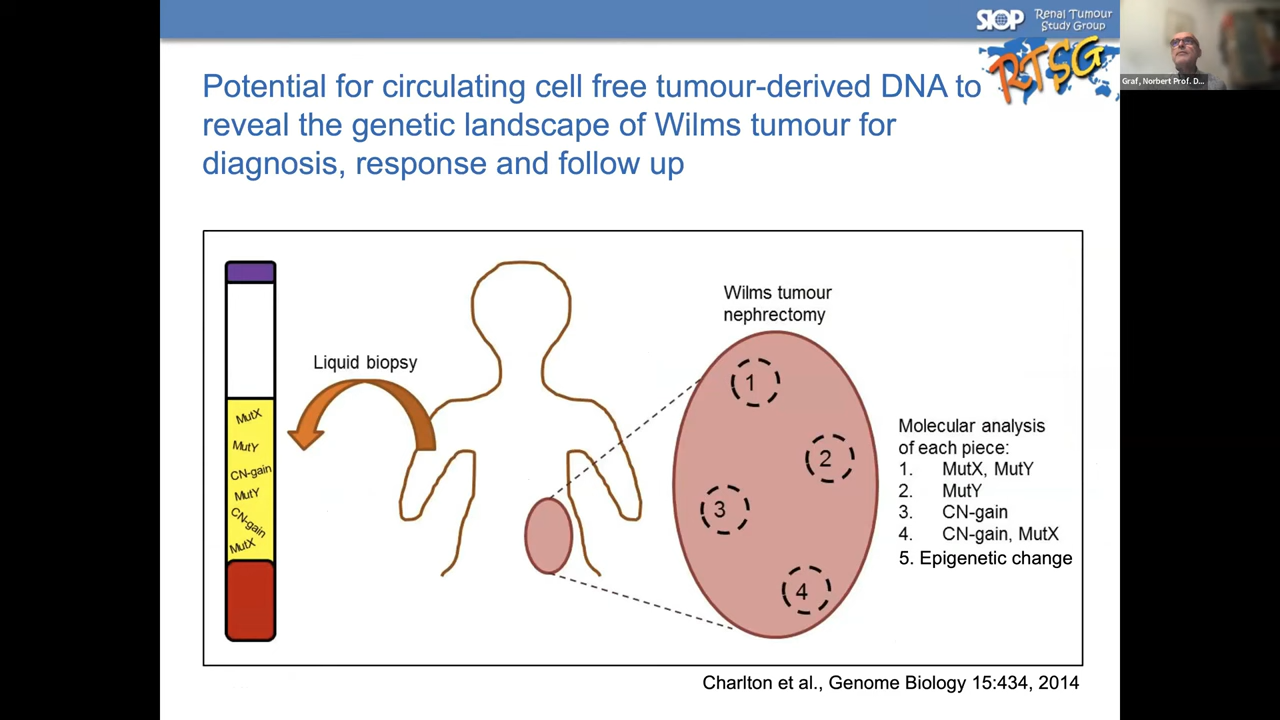 SIOP Renal Tumour
Study Group
RTSG
Graf, Norbert Prof. D...
Potential for circulating cell free tumour-derived DNA to
reveal the genetic landscape of Wilms tumour for
diagnosis, response and follow up
Liquid biopsy
MutX
MutY
CN-gain
MutY
CN-gain
MutX
Wilms tumour
nephrectomy
1
2
3
4
Molecular analysis
of each piece:
1. MutX, MutY
2. MutY
3. CN-gain
4. CN-gain, MutX
5. Epigenetic change
Charlton et al., Genome Biology 15:434, 2014